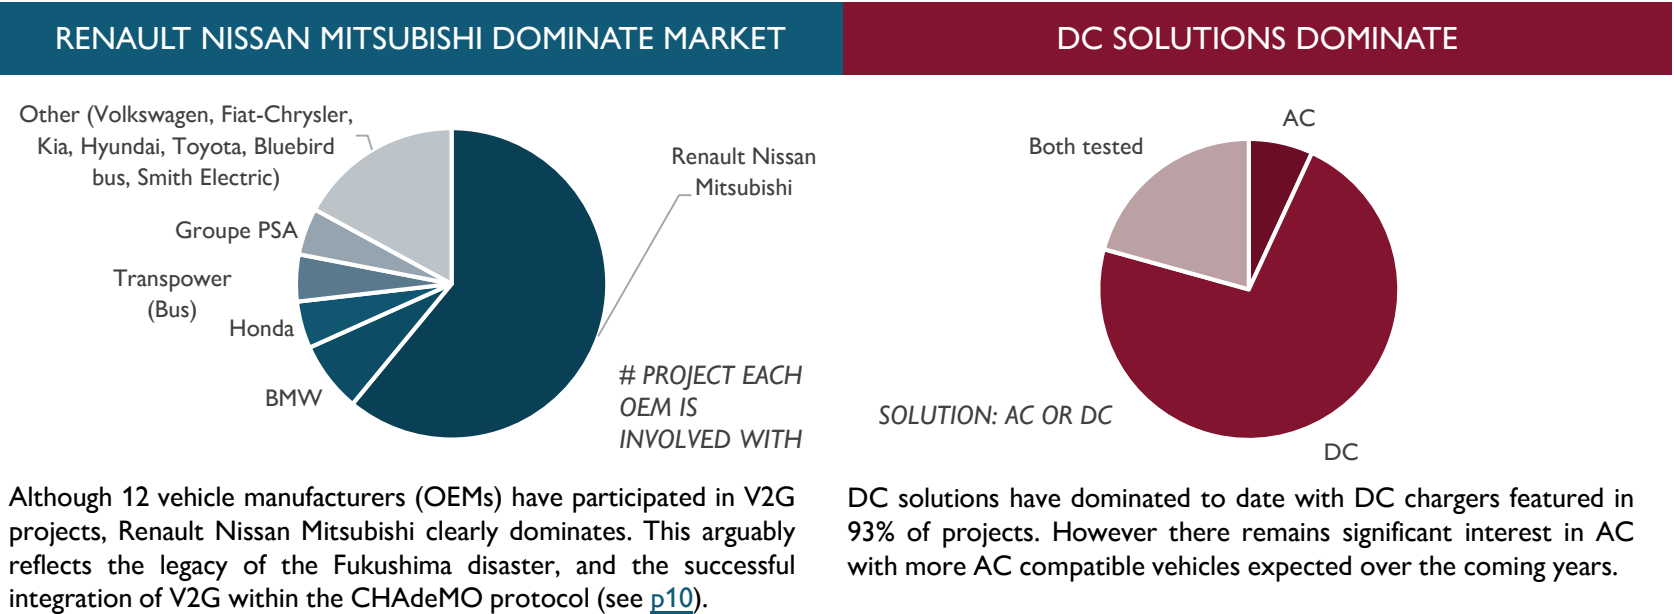 RENAULT NISSAN MITSUBISHI DOMINATE MARKET
Other (Volkswagen, Fiat-Chrysler,
Kia, Hyundai, Toyota, Bluebird
bus, Smith Electric)
Groupe PSA
Transpower
(Bus)
Honda
BMW
Renault Nissan
Mitsubishi
# PROJECT EACH
OEM IS
INVOLVED WITH
Although 12 vehicle manufacturers (OEMs) have participated in V2G
projects, Renault Nissan Mitsubishi clearly dominates. This arguably
reflects the legacy of the Fukushima disaster, and the successful
integration of V2G within the CHAdeMO protocol (see p10).
DC SOLUTIONS DOMINATE
AC
Both tested
SOLUTION: AC OR DC
DC
DC solutions have dominated to date with DC chargers featured in
93% of projects. However there remains significant interest in AC
with more AC compatible vehicles expected over the coming years.